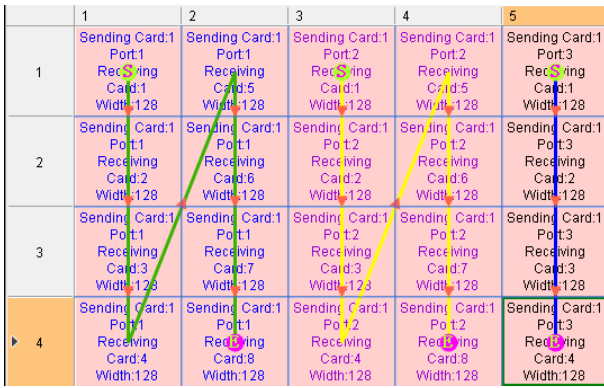 1 2 3 4 5
1
Sending Card:1 Sending Card:1 Sending Card:1 Sending Card:1 Sending Card:1
Port:1 Port:1 Port:2 Port:2 Port:3
Receiving Receiving Receiving Receiving Receiving
Card:1 Card:5 Card:1 Card:5 Card:1
Width:128 Width:128 Width:128 Width:128 Width:128
S S S
2
Sending Card:1 Sending Card:1 Sending Card:1 Sending Card:1 Sending Card:1
Port:1 Port:1 Port:2 Port:2 Port:3
Receiving Receiving Receiving Receiving Receiving
Card:2 Card:6 Card:2 Card:6 Card:2
Width:128 Width:128 Width:128 Width:128 Width:128
3
Sending Card:1 Sending Card:1 Sending Card:1 Sending Card:1 Sending Card:1
Port:1 Port:1 Port:2 Port:2 Port:3
Receiving Receiving Receiving Receiving Receiving
Card:3 Card:7 Card:3 Card:7 Card:3
Width:128 Width:128 Width:128 Width:128 Width:128
4
Sending Card:1 Sending Card:1 Sending Card:1 Sending Card:1 Sending Card:1
Port:1 Port:1 Port:2 Port:2 Port:3
Receiving Receiving Receiving Receiving Receiving
Card:4 Card:8 Card:4 Card:8 Card:4
Width:128 Width:128 Width:128 Width:128 Width:128
E E E